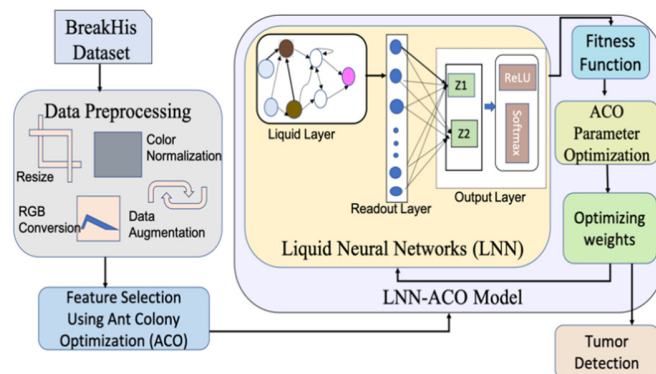 BreakHis
Dataset
Data Preprocessing
Resize
Color
Normalization
RGB
Conversion
Data
Augmentation
Feature Selection
Using Ant Colony
Optimization (ACO)
Liquid Layer
Readout Layer
Z1
Z2
ReLU
Softmax
Output Layer
Liquid Neural Networks (LNN)
LNN-ACO Model
Fitness
Function
ACO
Parameter
Optimization
Optimizing
weights
Tumor
Detection